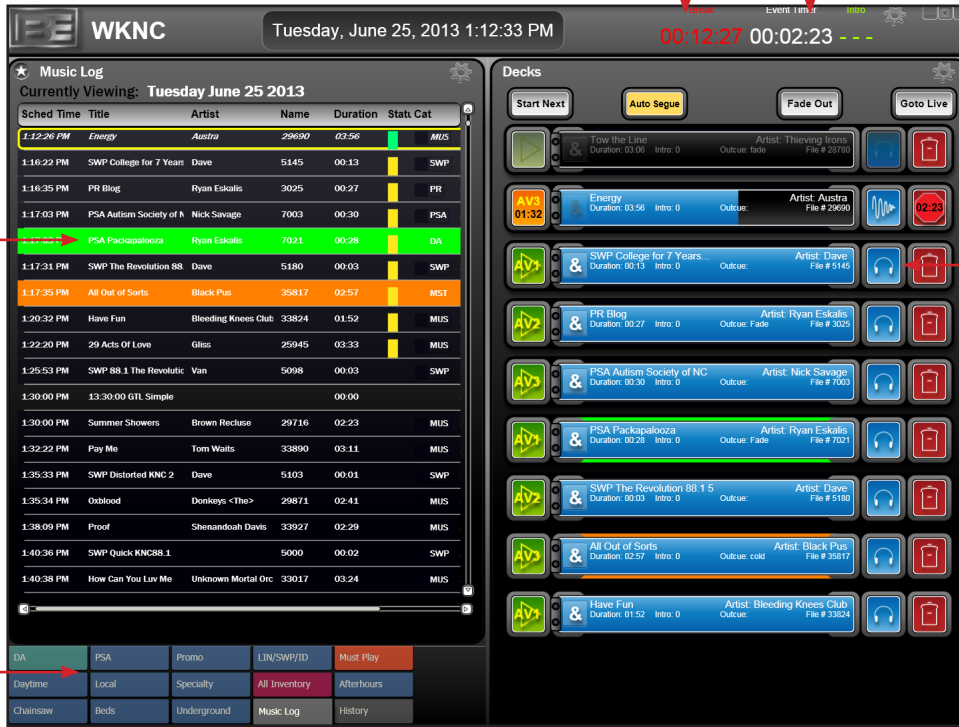 BE WKNC Tuesday, June 25, 2013 1:12:33 PM
Event Timer Intro
00:12:27 00:02:23 - - -
Music Log
Currently Viewing: Tuesday June 25 2013
Sched Time Title Artist Name Duration Statu Cat
1:12:26 PM Energy Austra 29690 03:56 MUS
1:16:22 PM SWP College for 7 Years Dave 5145 00:13 SWP
1:16:35 PM PR Blog Ryan Eskalis 3025 00:27 PR
1:17:03 PM PSA Autism Society of N Nick Savage 7003 00:30 PSA
PSA Packapalooza Ryan Eskalis 7021 00:28 DA
1:17:31 PM SWP The Revolution 88. Dave 5180 00:03 SWP
1:17:35 PM All Out of Sorts Black Pus 35817 02:57 MST
1:20:32 PM Have Fun Bleeding Knees Club 33824 01:52 MUS
1:22:20 PM 29 Acts Of Love Gliss 25945 03:33 MUS
1:25:53 PM SWP 88.1 The Revolutic Van 5098 00:03 SWP
1:30:00 PM 13:30:00 GTL Simple 00:00
1:30:00 PM Summer Showers Brown Recluse 29716 02:23 MUS
1:32:22 PM Pay Me Tom Waits 33890 03:11 MUS
1:35:33 PM SWP Distorted KNC 2 Dave 5103 00:01 SWP
1:35:34 PM Oxblood Donkeys <The> 29871 02:41 MUS
1:38:09 PM Proof Shenandoah Davis 33927 02:29 MUS
1:40:36 PM SWP Quick KNC88.1 5000 00:02 SWP
1:40:38 PM How Can You Luv Me Unknown Mortal Orc 33017 03:24 MUS
DA PSA Promo LIN/SWP/ID Must Play
Daytime Local Specialty All Inventory Afterhours
Chainsaw Beds Underground Music Log History
Decks
Start Next Auto Segue Fade Out Goto Live
& Tow the Line Artist: Thieving Irons
Duration: 03:06 Intro: 0 Outcue: fade File # 28780
AV3 & Energy Artist: Austra
01:32 Duration: 03:56 Intro: 0 Outcue: File # 29690 02:23
AV1 & SWP College for 7 Years... Artist: Dave
Duration: 00:13 Intro: 0 Outcue: File # 5145
AV2 & PR Blog Artist: Ryan Eskalis
Duration: 00:27 Intro: 0 Outcue: Fade File # 3025
AV3 & PSA Autism Society of NC Artist: Nick Savage
Duration: 00:30 Intro: 0 Outcue: File # 7003
AV1 & PSA Packapalooza Artist: Ryan Eskalis
Duration: 00:28 Intro: 0 Outcue: Fade File # 7021
AV2 & SWP The Revolution 88.1 5 Artist: Dave
Duration: 00:03 Intro: 0 Outcue: File # 5180
AV3 & All Out of Sorts Artist: Black Pus
Duration: 02:57 Intro: 0 Outcue: cold File # 35817
AV1 & Have Fun Artist: Bleeding Knees Club
Duration: 01:52 Intro: 0 Outcue: File # 33824